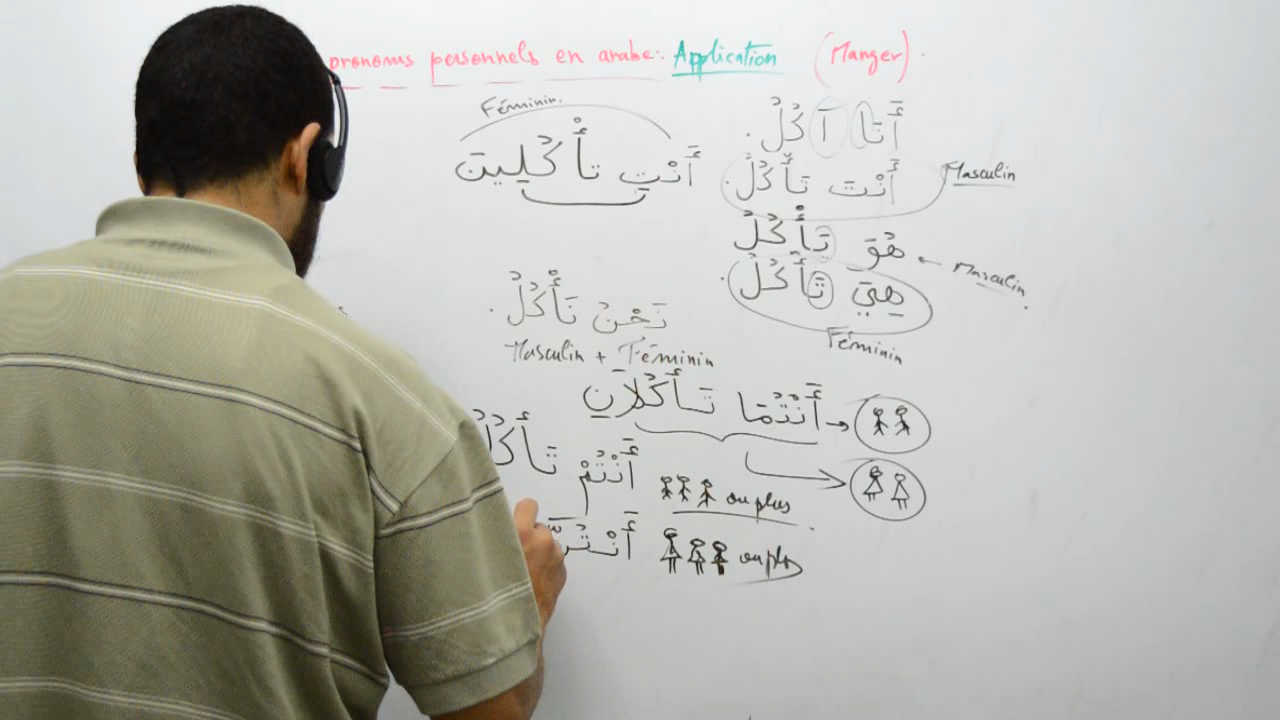 pronoms personnels en arabe: Application (Manger).
أَنَا آكُلُ.
أَنْتَ تَأْكُلُ. Masculin
هُوَ يَأْكُلُ ← Masculin.
هِيَ تَأْكُلُ.
Féminin
Féminin.
أَنْتِ تَأْكُلِينَ
نَحْنُ نَأْكُلُ.
Masculin + Féminin
أَنْتُمَا تَأْكُلَانِ
أَنْتُمْ
ou plus
أَنْتُنَّ
ou plus